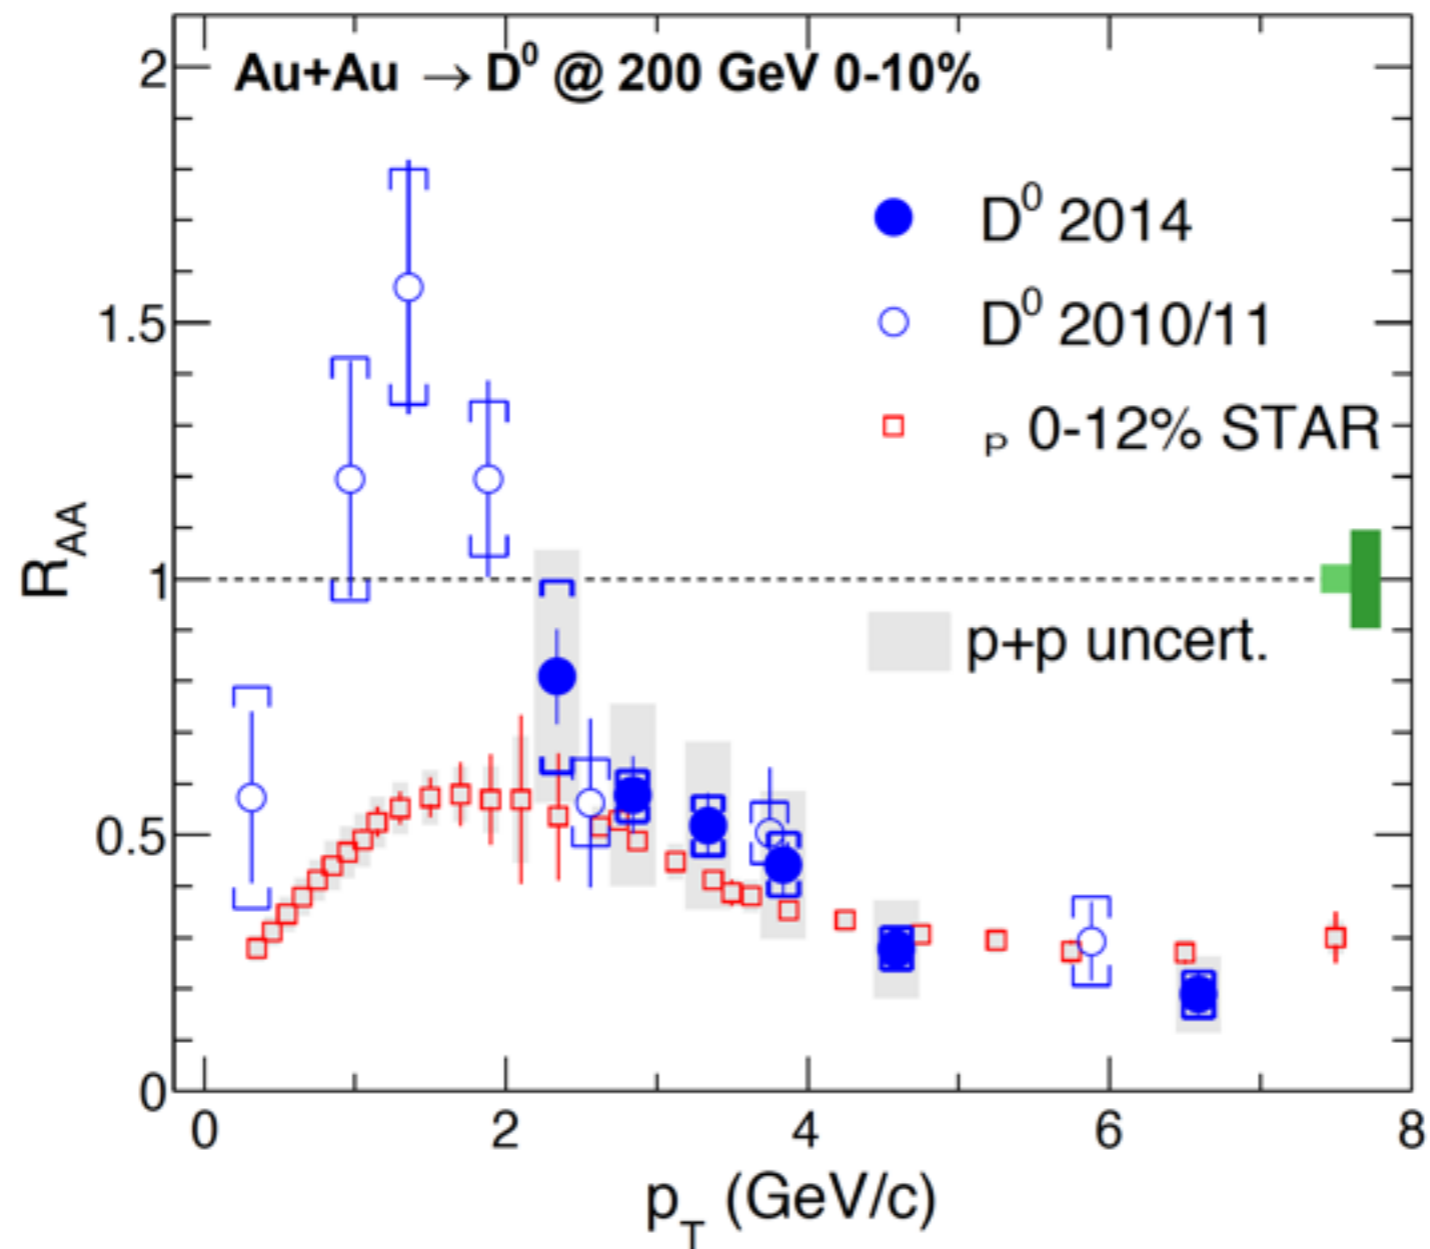 Au+Au → D⁰ @ 200 GeV 0-10%
D⁰ 2014
D⁰ 2010/11
P 0-12% STAR
p+p uncert.
R_AA
2
1.5
1
0.5
0
0 2 4 6 8
p_T (GeV/c)